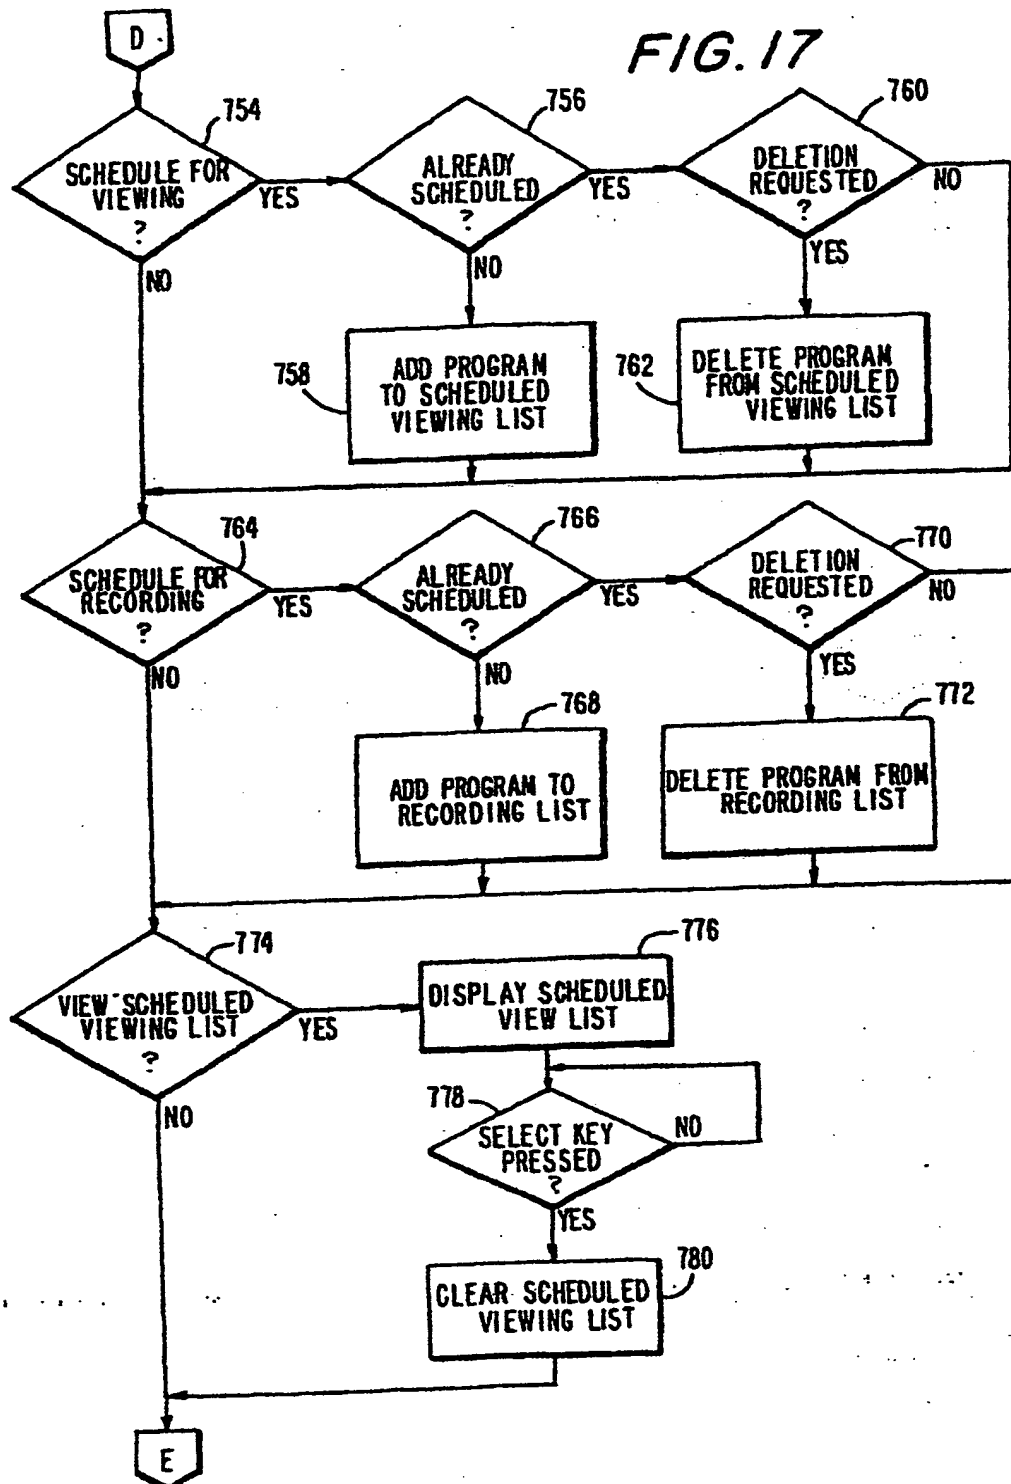 D
FIG. 17
754
756
760
SCHEDULE FOR
VIEWING
?
YES
NO
ALREADY
SCHEDULED
?
YES
NO
DELETION
REQUESTED
?
NO
YES
758
ADD PROGRAM
TO SCHEDULED
VIEWING LIST
762
DELETE PROGRAM
FROM SCHEDULED
VIEWING LIST
764
766
770
SCHEDULE FOR
RECORDING
?
YES
NO
ALREADY
SCHEDULED
?
YES
NO
DELETION
REQUESTED
?
NO
YES
768
ADD PROGRAM TO
RECORDING LIST
772
DELETE PROGRAM FROM
RECORDING LIST
774
VIEW SCHEDULED
VIEWING LIST
?
YES
NO
776
DISPLAY SCHEDULED
VIEW LIST
778
SELECT KEY
PRESSED
?
NO
YES
780
CLEAR SCHEDULED
VIEWING LIST
E